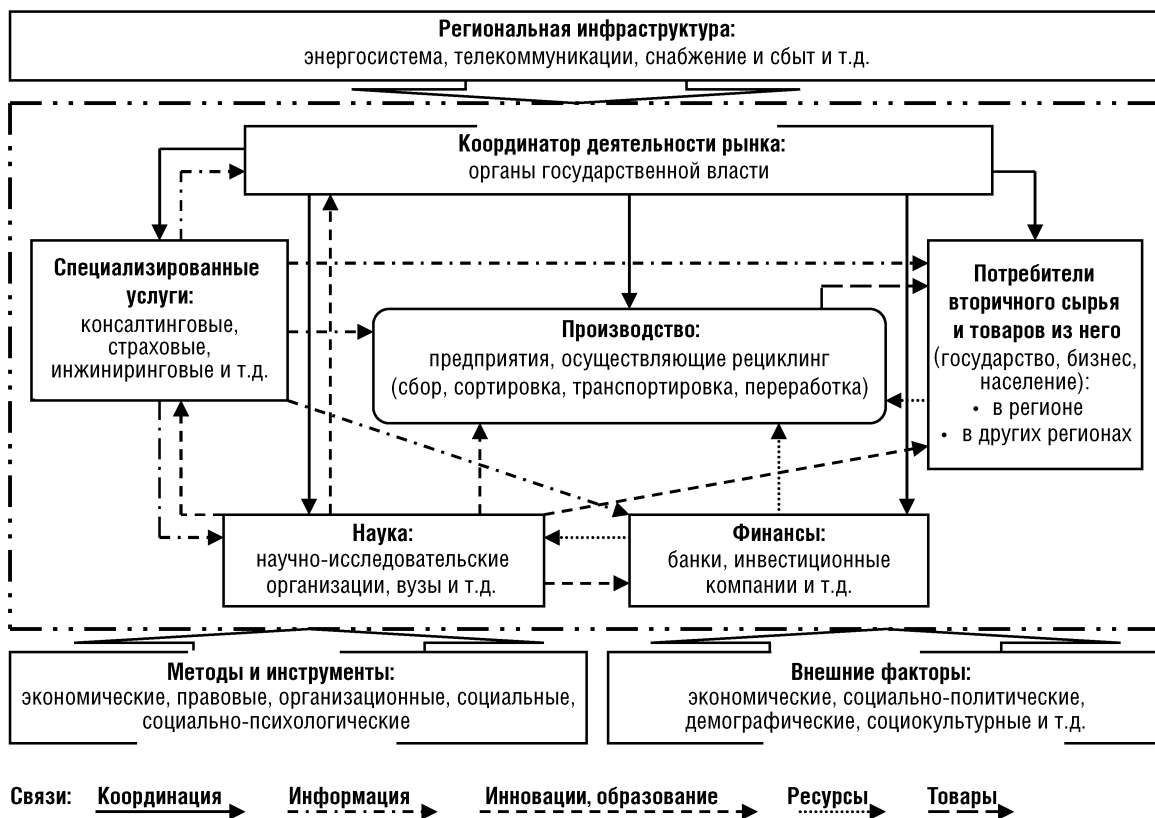 Региональная инфраструктура:
энергосистема, телекоммуникации, снабжение и сбыт и т.д.
Координатор деятельности рынка:
органы государственной власти
Специализированные
услуги:
консалтинговые,
страховые,
инжиниринговые и т.д.
Производство:
предприятия, осуществляющие рециклинг
(сбор, сортировка, транспортировка, переработка)
Потребители
вторичного сырья
и товаров из него
(государство, бизнес,
население):
• в регионе
• в других регионах
Наука:
научно-исследовательские
организации, вузы и т.д.
Финансы:
банки, инвестиционные
компании и т.д.
Методы и инструменты:
экономические, правовые, организационные, социальные,
социально-психологические
Внешние факторы:
экономические, социально-политические,
демографические, социокультурные и т.д.
Связи: Координация Информация Инновации, образование Ресурсы Товары